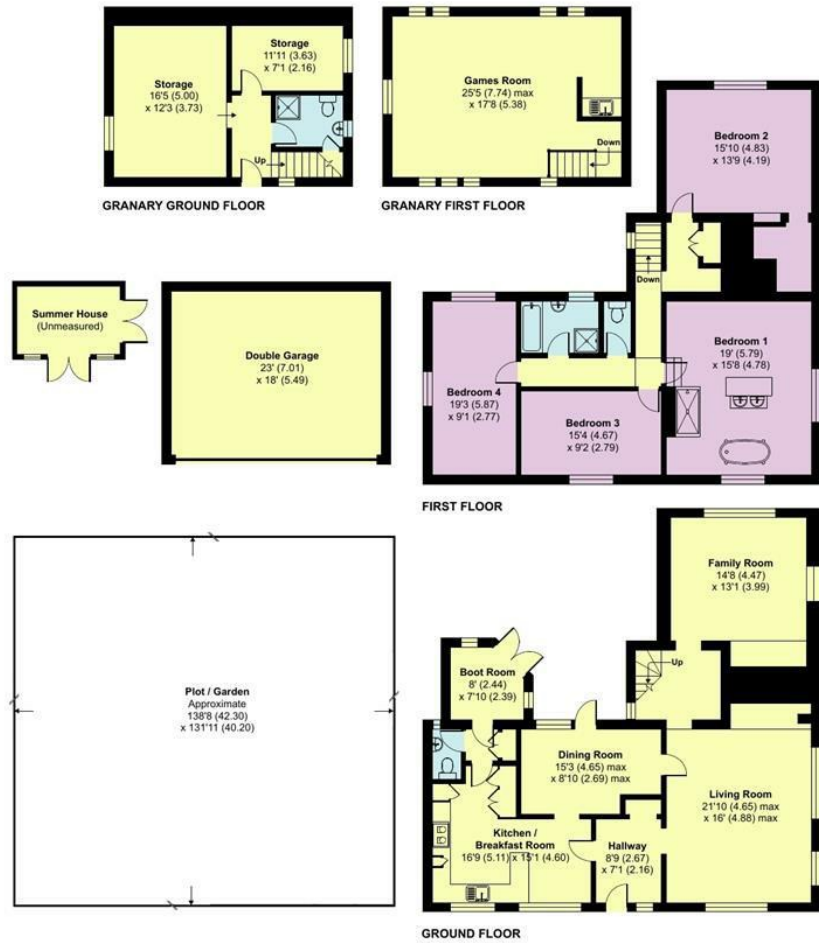 Storage
16'5 (5.00)
x 12'3 (3.73)
Storage
11'11 (3.63)
x 7'1 (2.16)
Up
GRANARY GROUND FLOOR
Games Room
25'5 (7.74) max
x 17'8 (5.38)
Down
GRANARY FIRST FLOOR
Bedroom 2
15'10 (4.83)
x 13'9 (4.19)
Down
Summer House
(Unmeasured)
Double Garage
23' (7.01)
x 18' (5.49)
Bedroom 4
19'3 (5.87)
x 9'1 (2.77)
Bedroom 3
15'4 (4.67)
x 9'2 (2.79)
Bedroom 1
19' (5.79)
x 15'8 (4.78)
FIRST FLOOR
Family Room
14'8 (4.47)
x 13'1 (3.99)
Up
Boot Room
8' (2.44)
x 7'10 (2.39)
Plot / Garden
Approximate
138'8 (42.30)
x 131'11 (40.20)
Dining Room
15'3 (4.65) max
x 8'10 (2.69) max
Living Room
21'10 (4.65) max
x 16' (4.88) max
Kitchen /
Breakfast Room
16'9 (5.11) x 15'1 (4.60)
Hallway
8'9 (2.67)
x 7'1 (2.16)
GROUND FLOOR